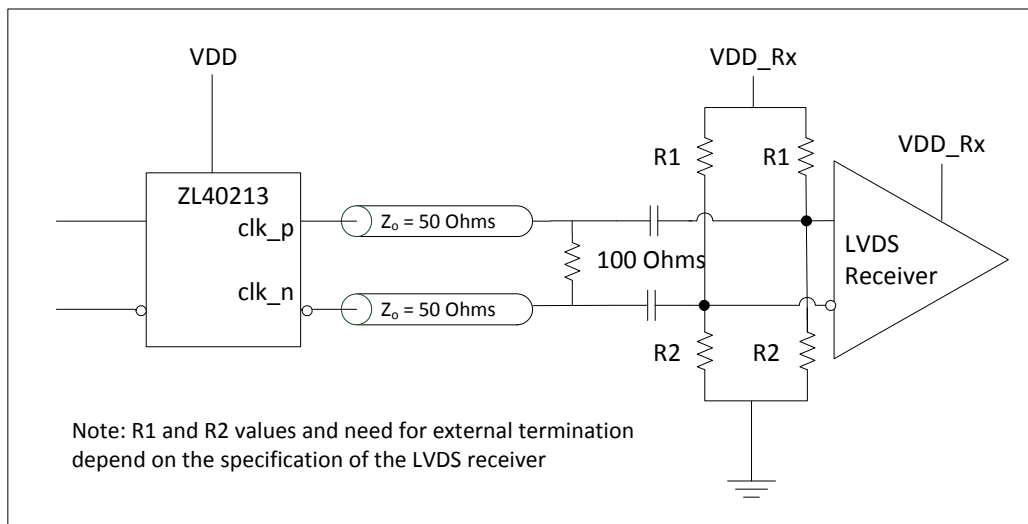 VDD
VDD_Rx
R1
R1
VDD_Rx
ZL40213
clk_p
Zo = 50 Ohms
100 Ohms
LVDS
Receiver
clk_n
Zo = 50 Ohms
R2
R2
Note: R1 and R2 values and need for external termination
depend on the specification of the LVDS receiver